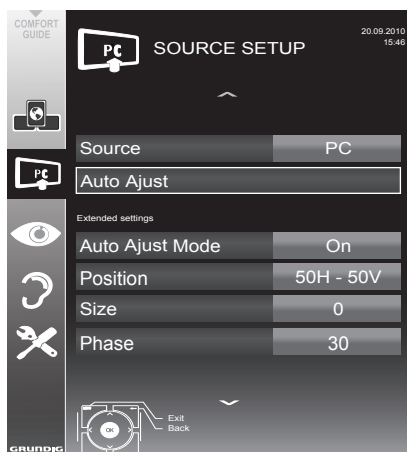 COMFORT
GUIDE
PC
SOURCE SETUP
20.09.2010
15:46
PC
Source
PC
Auto Ajust
Extended settings
Auto Ajust Mode
On
Position
50H - 50V
Size
0
Phase
30
Exit
Back
OK
GRUNDIG